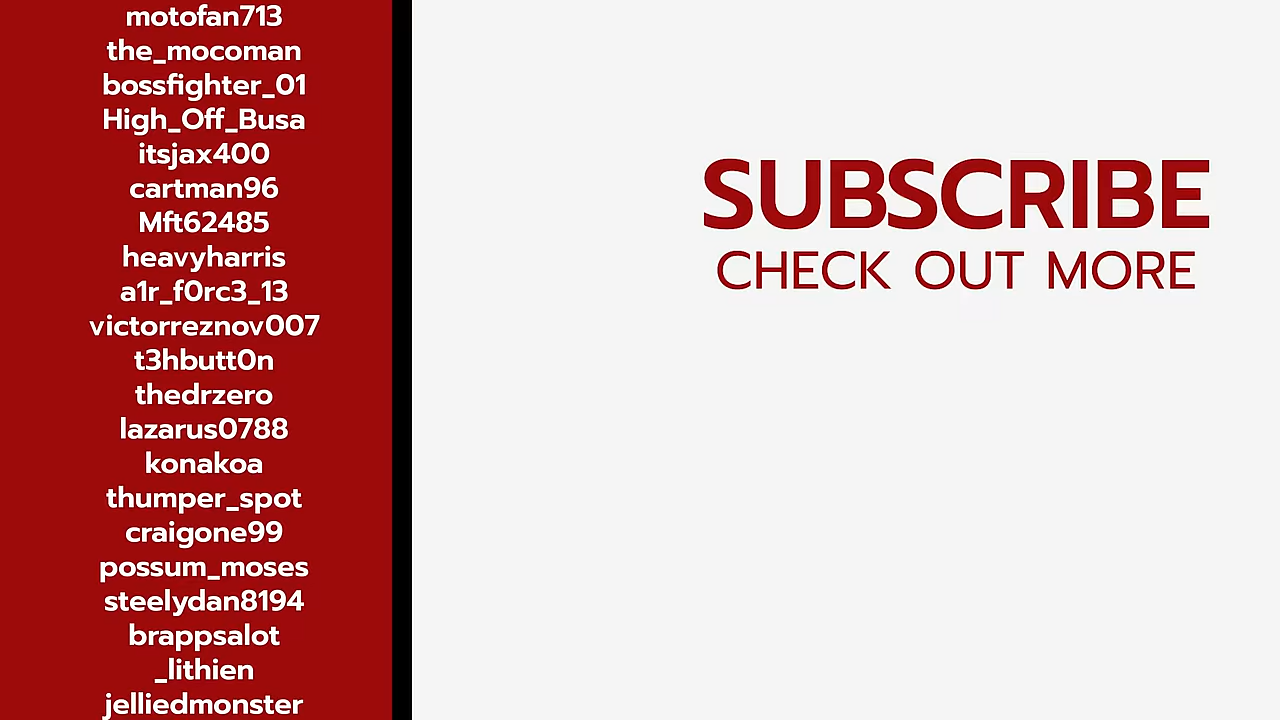 motofan713
the_mocoman
bossfighter_01
High_Off_Busa
itsjax400
cartman96
Mft62485
heavyharris
a1r_f0rc3_13
victorreznov007
t3hbutt0n
thedrzero
lazarus0788
konakoa
thumper_spot
craigone99
possum_moses
steelydan8194
brappsalot
_lithien
jelliedmonster
SUBSCRIBE
CHECK OUT MORE